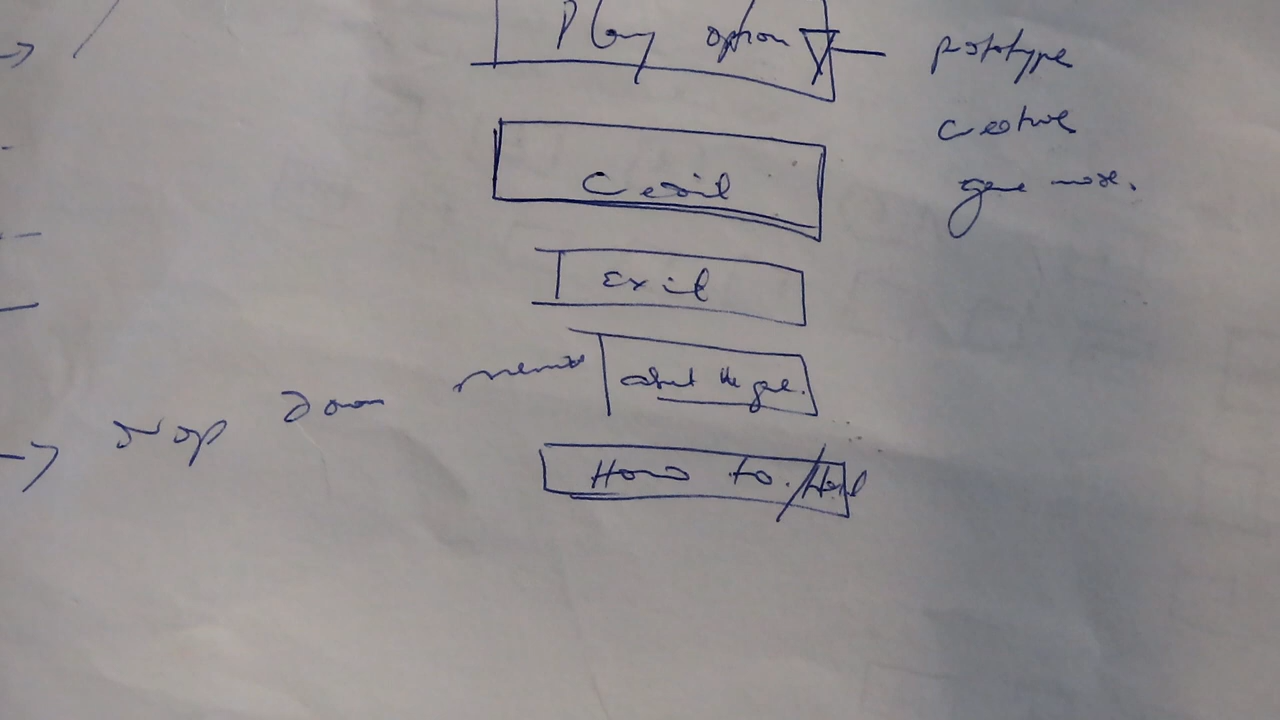 Play option
prototype
creative
game mode.
Credit
Exit
about the game.
drop down menu
How to / Help